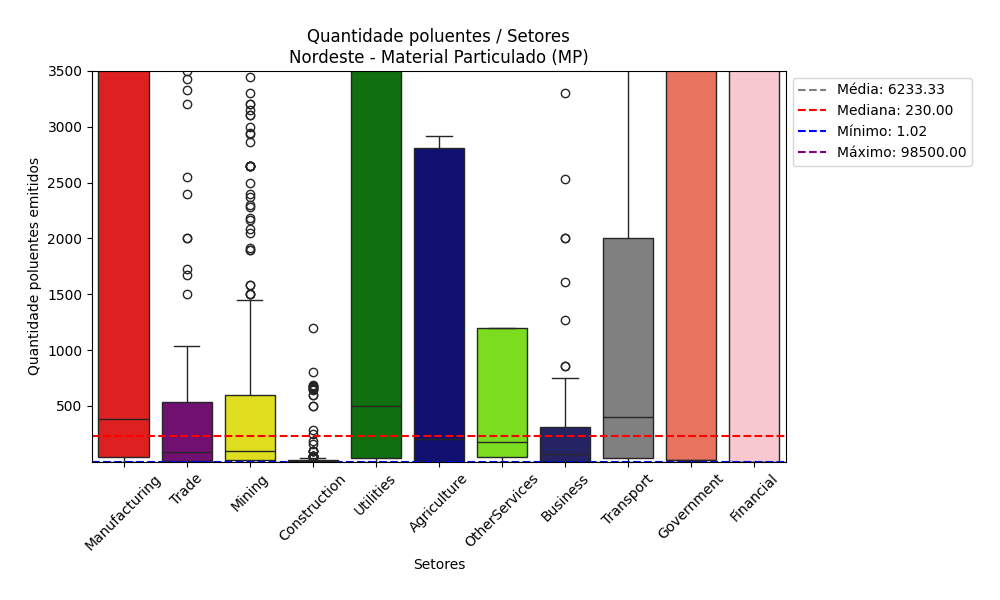 Quantidade poluentes / Setores
Nordeste - Material Particulado (MP)
Quantidade poluentes emitidos
3500
3000
2500
2000
1500
1000
500
Média: 6233.33
Mediana: 230.00
Mínimo: 1.02
Máximo: 98500.00
Manufacturing
Trade
Mining
Construction
Utilities
Agriculture
OtherServices
Business
Transport
Government
Financial
Setores